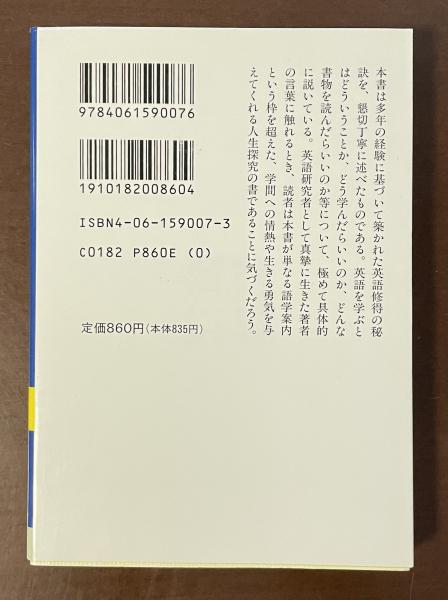 本書は多年の経験に基づいて築かれた英語修得の秘
訣を、懇切丁寧に述べたものである。英語を学ぶと
はどういうことか、どう学んだらいいのか、どんな
書物を読んだらいいのか等について、極めて具体的
に説いている。英語研究者として真摯に生きた著者
の言葉に触れるとき、読者は本書が単なる語学案内
という枠を超えた、学問への情熱や生きる勇気を与
えてくれる人生探究の書であることに気づくだろう。
9784061590076
1910182008604
ISBN4-06-159007-3
C0182 P860E (0)
定価860円(本体835円)